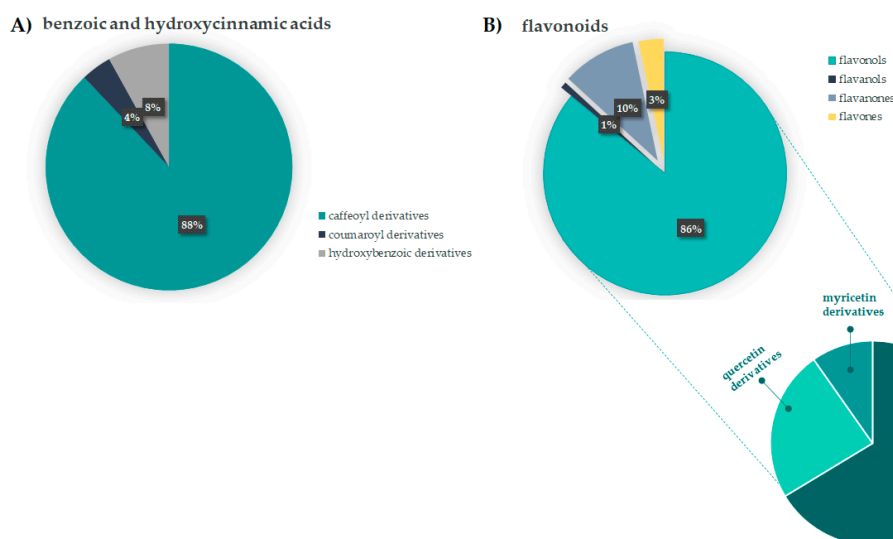 A) benzoic and hydroxycinnamic acids
8%
4%
88%
caffeoyl derivatives
coumaroyl derivatives
hydroxybenzoic derivatives
B) flavonoids
3%
10%
1%
86%
flavonols
flavanols
flavanones
flavones
myricetin
derivatives
quercetin
derivatives